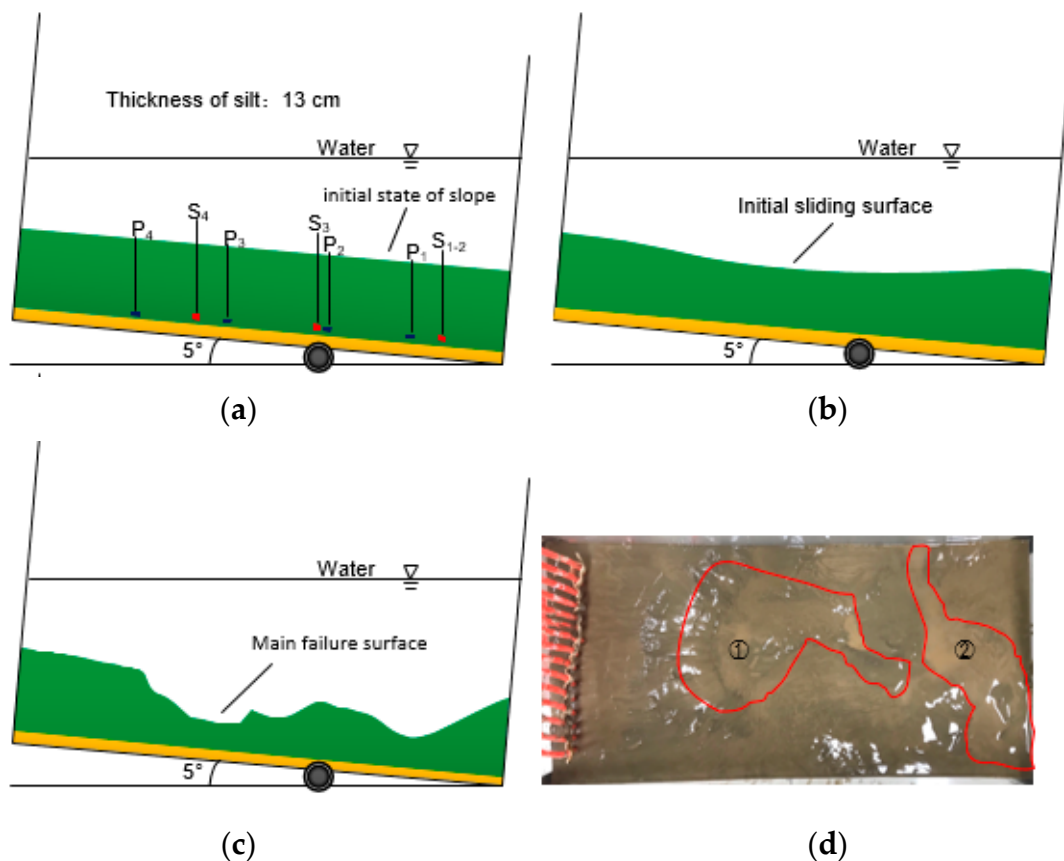 Thickness of silt: 13 cm
Water
initial state of slope
P4
S4
P3
S3
P2
P1
S1-2
5°
(a)
Water
Initial sliding surface
5°
(b)
Water
Main failure surface
5°
(c)
①
②
(d)